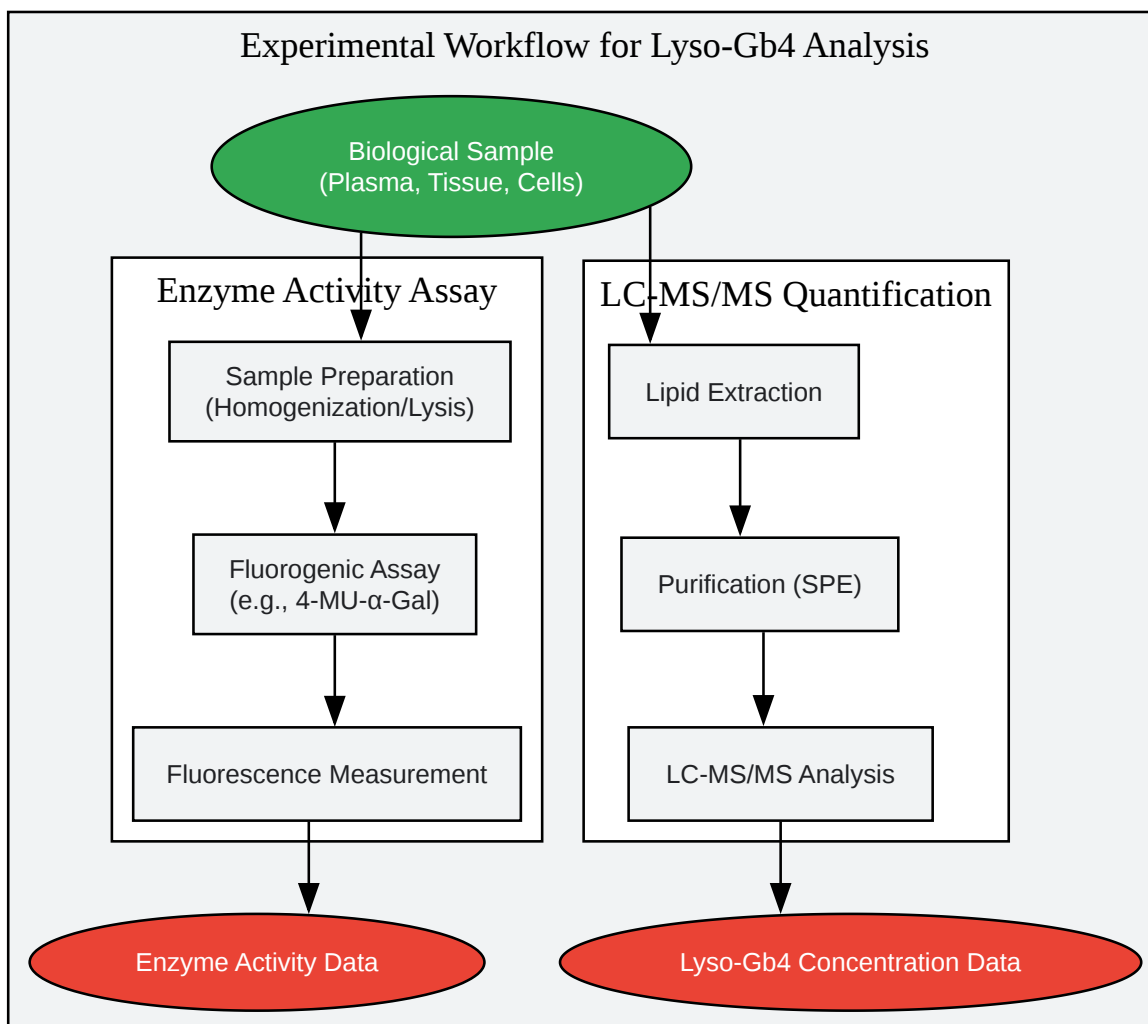 Experimental Workflow for Lyso-Gb4 Analysis
Biological Sample
(Plasma, Tissue, Cells)
Enzyme Activity Assay
Sample Preparation
(Homogenization/Lysis)
Fluorogenic Assay
(e.g., 4-MU-α-Gal)
Fluorescence Measurement
Enzyme Activity Data
LC-MS/MS Quantification
Lipid Extraction
Purification (SPE)
LC-MS/MS Analysis
Lyso-Gb4 Concentration Data